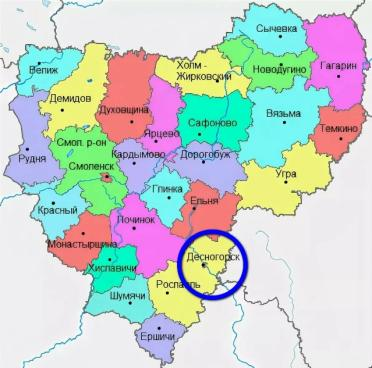 Сычевка
Гагарин
Холм -
Жирковский
Новодугино
Велиж
Демидов
Духовщина
Вязьма
Сафоново
Темкино
Ярцево
Смол. р-он
Рудня
Кардымово
Дорогобуж
Смоленск
Угра
Глинка
Ельня
Красный
Починок
Монастырщина
Десногорск
Хиславичи
Рославль
Шумячи
Ершичи